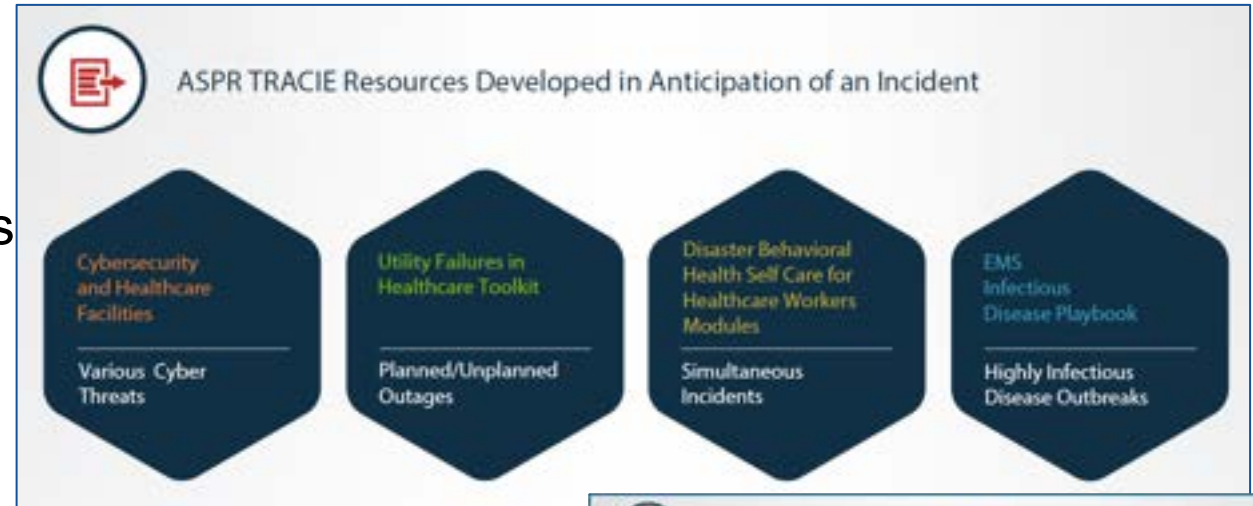 ASPR TRACIE Resources Developed in Anticipation of an Incident
s
Cybersecurity
and Healthcare
Facilities
Various Cyber
Threats
Utility Failures in
Healthcare Toolkit
Planned/Unplanned
Outages
Disaster Behavioral
Health Self Care for
Healthcare Workers
Modules
Simultaneous
Incidents
EMS
Infectious
Disease Playbook
Highly Infectious
Disease Outbreaks